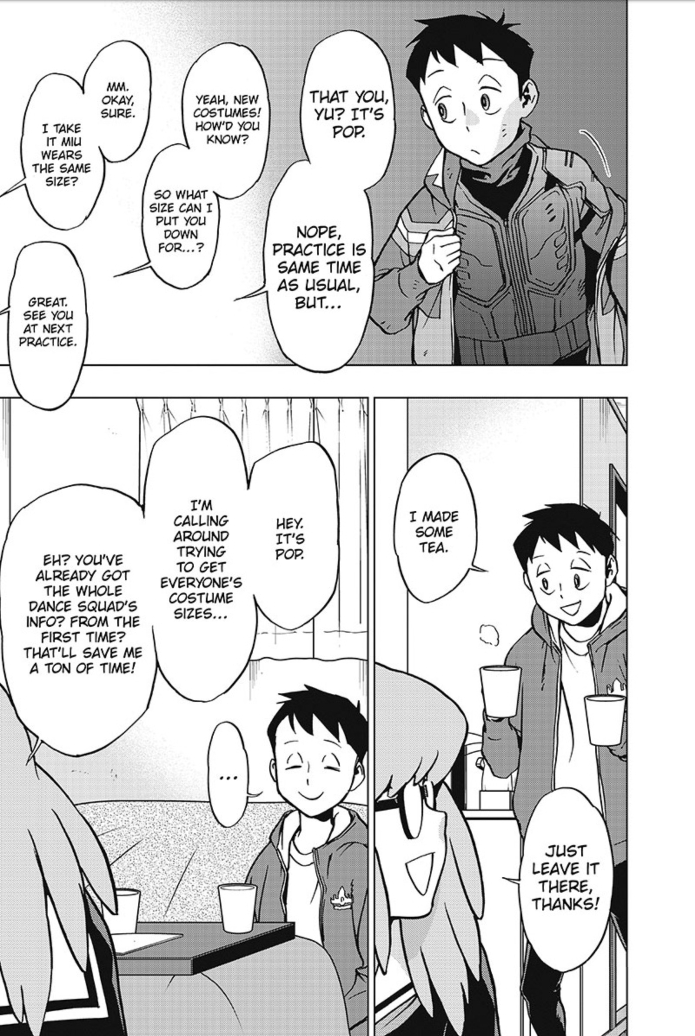 THAT YOU,
YU? IT'S
POP.
NOPE,
PRACTICE IS
SAME TIME
AS USUAL,
BUT...
YEAH, NEW
COSTUMES!
HOW'D YOU
KNOW?
SO WHAT
SIZE CAN I
PUT YOU
DOWN
FOR...?
MM.
OKAY,
SURE.
I TAKE
IT MIU
WEARS
THE SAME
SIZE?
GREAT.
SEE YOU
AT NEXT
PRACTICE.
I MADE
SOME
TEA.
JUST
LEAVE IT
THERE,
THANKS!
HEY.
IT'S
POP.
I'M
CALLING
AROUND
TRYING
TO GET
EVERYONE'S
COSTUME
SIZES...
EH? YOU'VE
ALREADY GOT
THE WHOLE
DANCE SQUAD'S
INFO? FROM THE
FIRST TIME?
THAT'LL SAVE ME
A TON OF TIME!
...